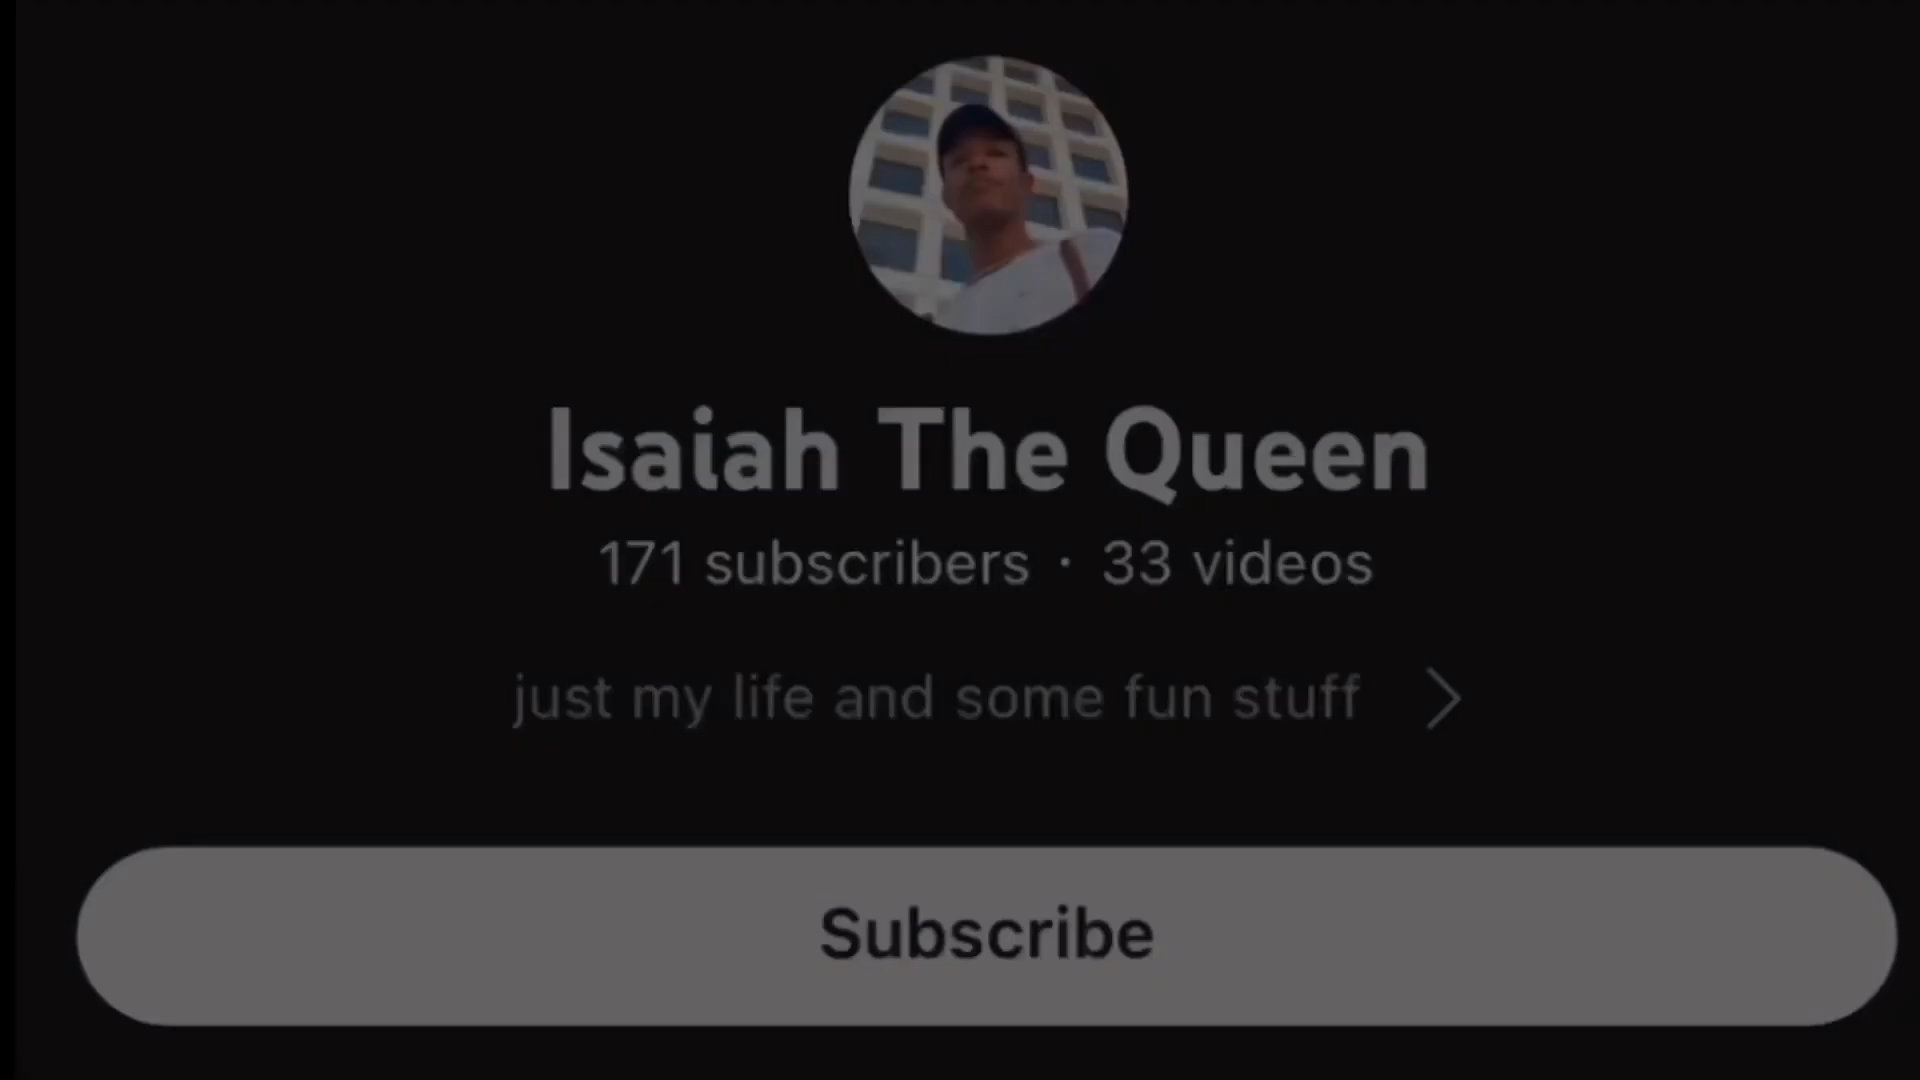 Isaiah The Queen
171 subscribers · 33 videos
just my life and some fun stuff
Subscribe